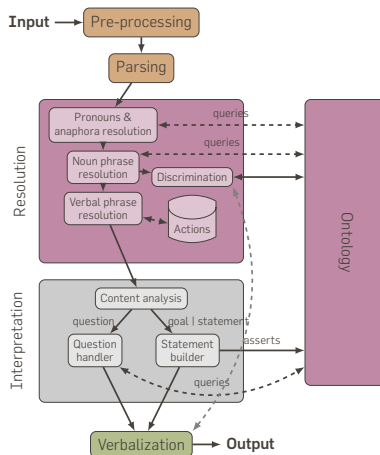 Input
Pre-processing
Parsing
Resolution
Pronouns &
anaphora resolution
queries
Noun phrase
resolution
queries
Discrimination
Verbal phrase
resolution
Actions
Ontology
Interpretation
Content analysis
question
goal | statement
Question
handler
Statement
builder
asserts
queries
Verbalization
Output